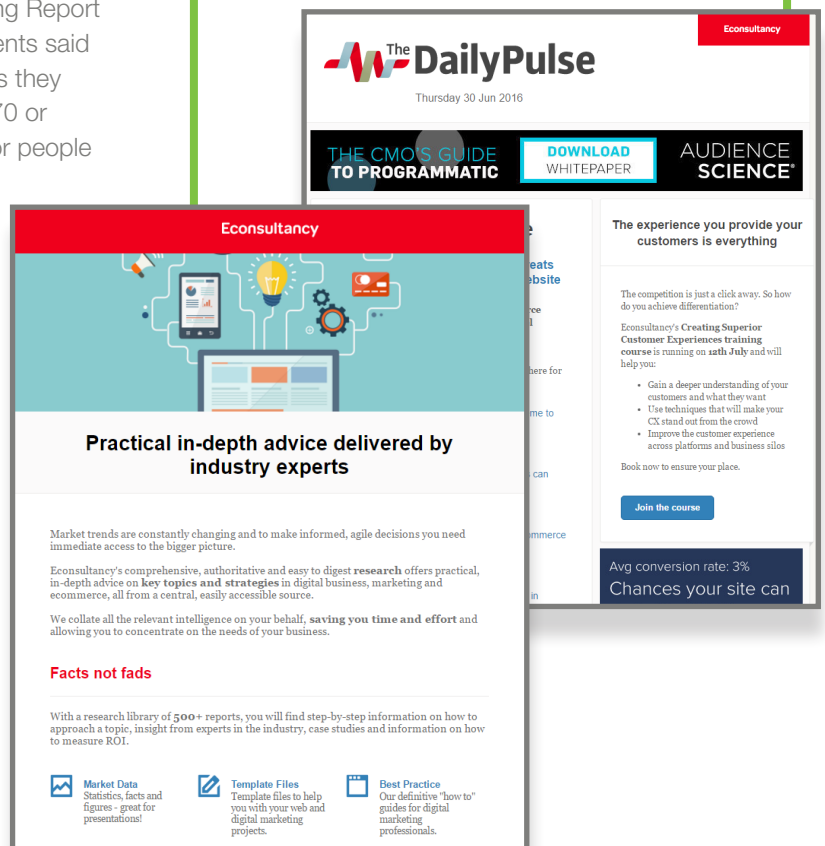 ng Report
ents said
s they
70 or
or people
Econsultancy
The DailyPulse
Thursday 30 Jun 2016
THE CMO'S GUIDE
TO PROGRAMMATIC
DOWNLOAD
WHITEPAPER
AUDIENCE
SCIENCE®
e
eats
ebsite
rce
l
here for
me to
can
mmerce
in
The experience you provide your
customers is everything
The competition is just a click away. So how
do you achieve differentiation?
Econsultancy's Creating Superior
Customer Experiences training
course is running on 12th July and will
help you:
• Gain a deeper understanding of your
customers and what they want
• Use techniques that will make your
CX stand out from the crowd
• Improve the customer experience
across platforms and business silos
Book now to ensure your place.
Join the course
Avg conversion rate: 3%
Chances your site can
Econsultancy
Practical in-depth advice delivered by
industry experts
Market trends are constantly changing and to make informed, agile decisions you need
immediate access to the bigger picture.
Econsultancy's comprehensive, authoritative and easy to digest research offers practical,
in-depth advice on key topics and strategies in digital business, marketing and
ecommerce, all from a central, easily accessible source.
We collate all the relevant intelligence on your behalf, saving you time and effort and
allowing you to concentrate on the needs of your business.
Facts not fads
With a research library of 500+ reports, you will find step-by-step information on how to
approach a topic, insight from experts in the industry, case studies and information on how
to measure ROI.
Market Data
Statistics, facts and
figures - great for
presentations!
Template Files
Template files to help
you with your web and
digital marketing
projects.
Best Practice
Our definitive "how to"
guides for digital
marketing
professionals.